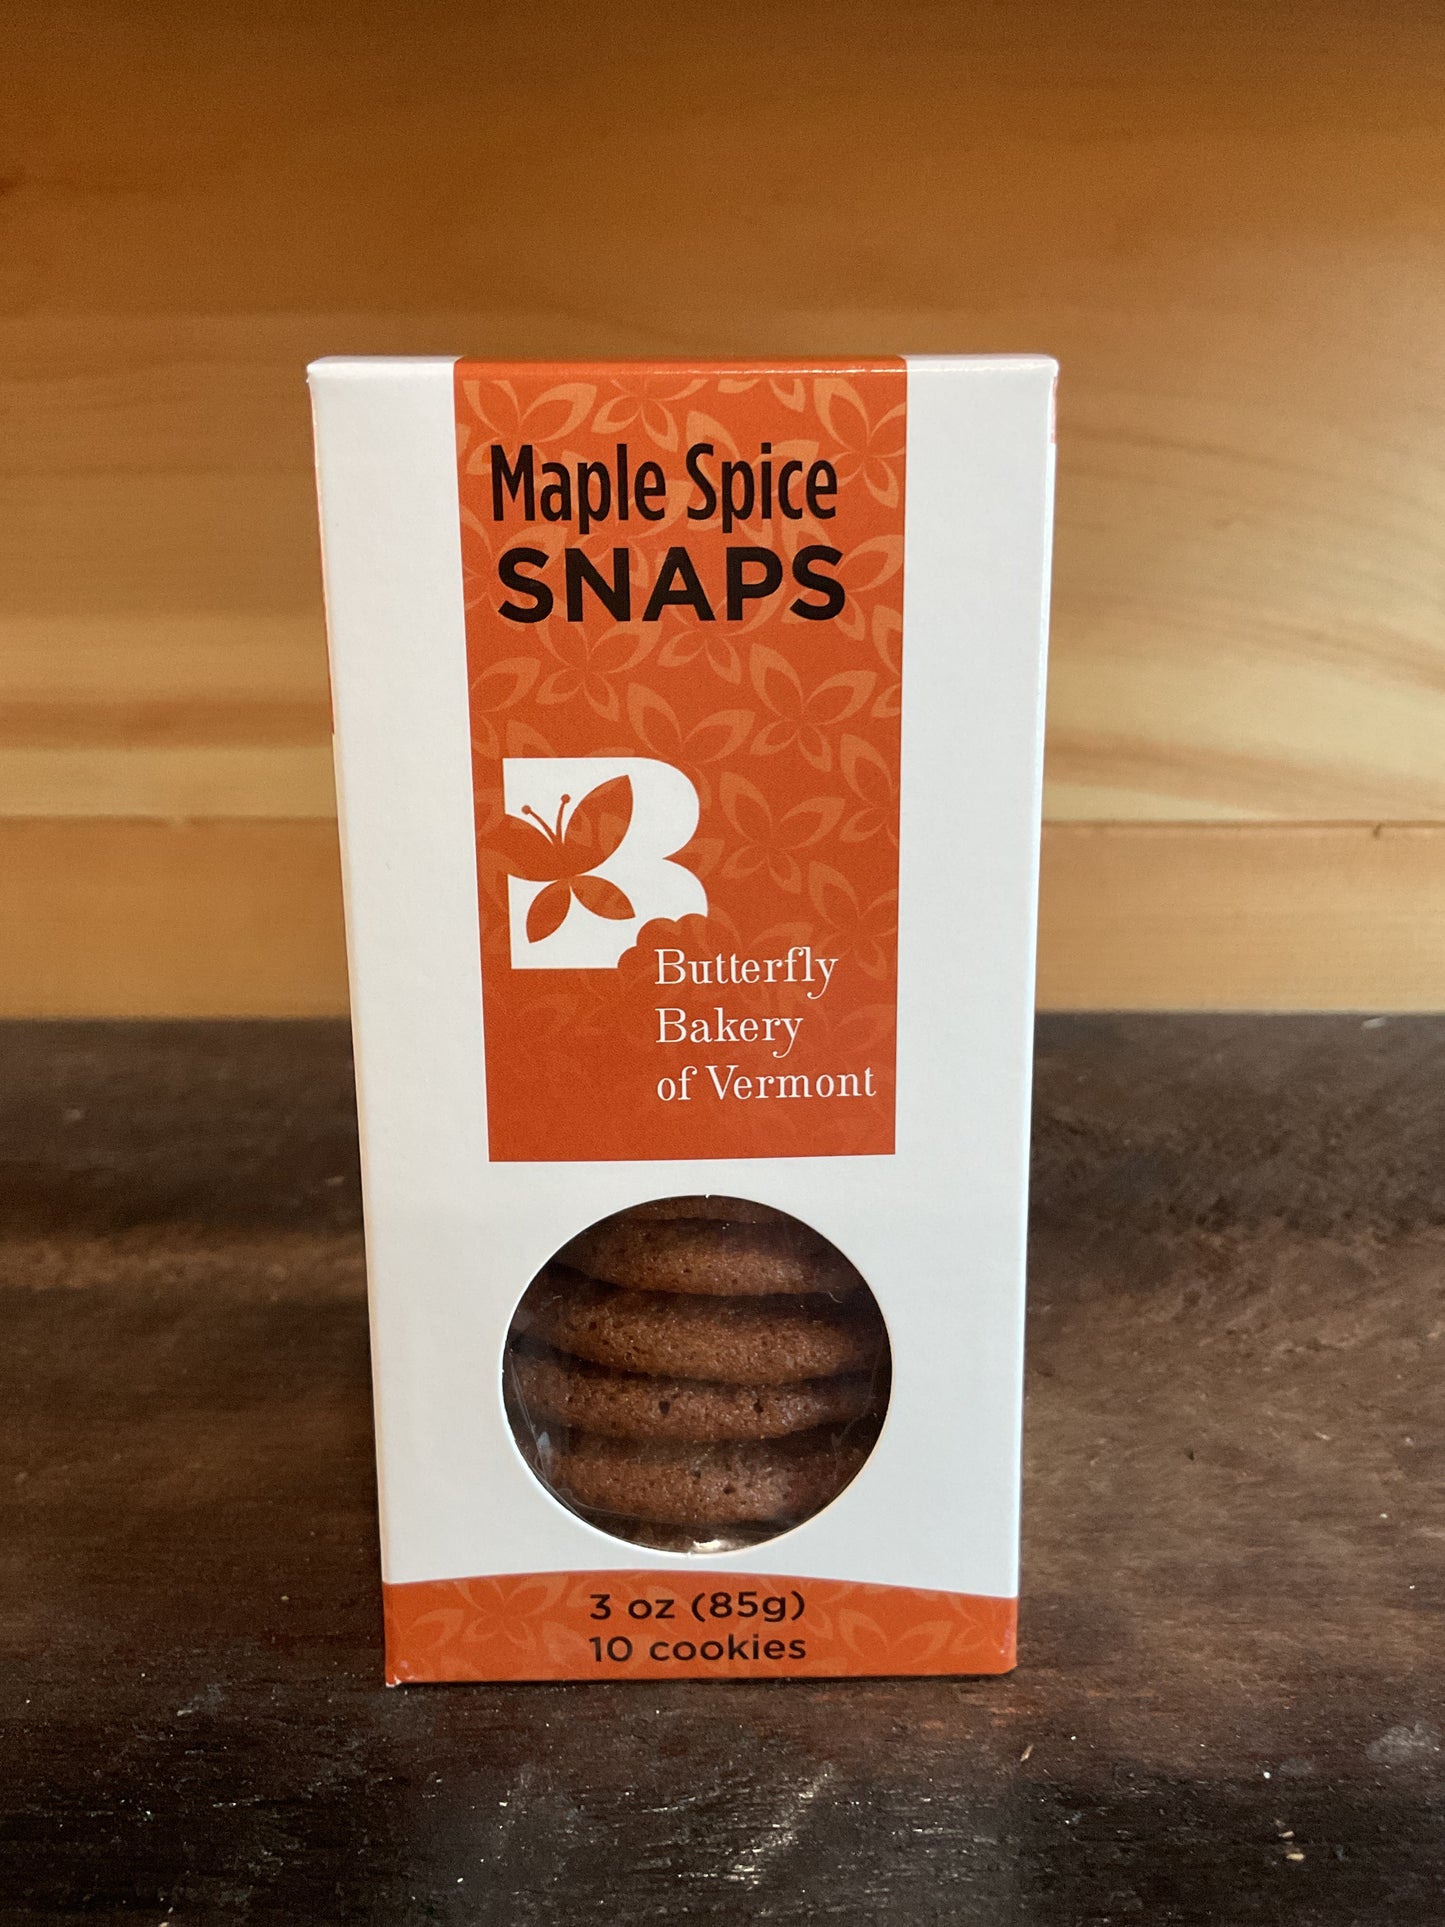 Maple Spice
SNAPS
B
Butterfly
Bakery
of Vermont
3 oz (85g)
10 cookies